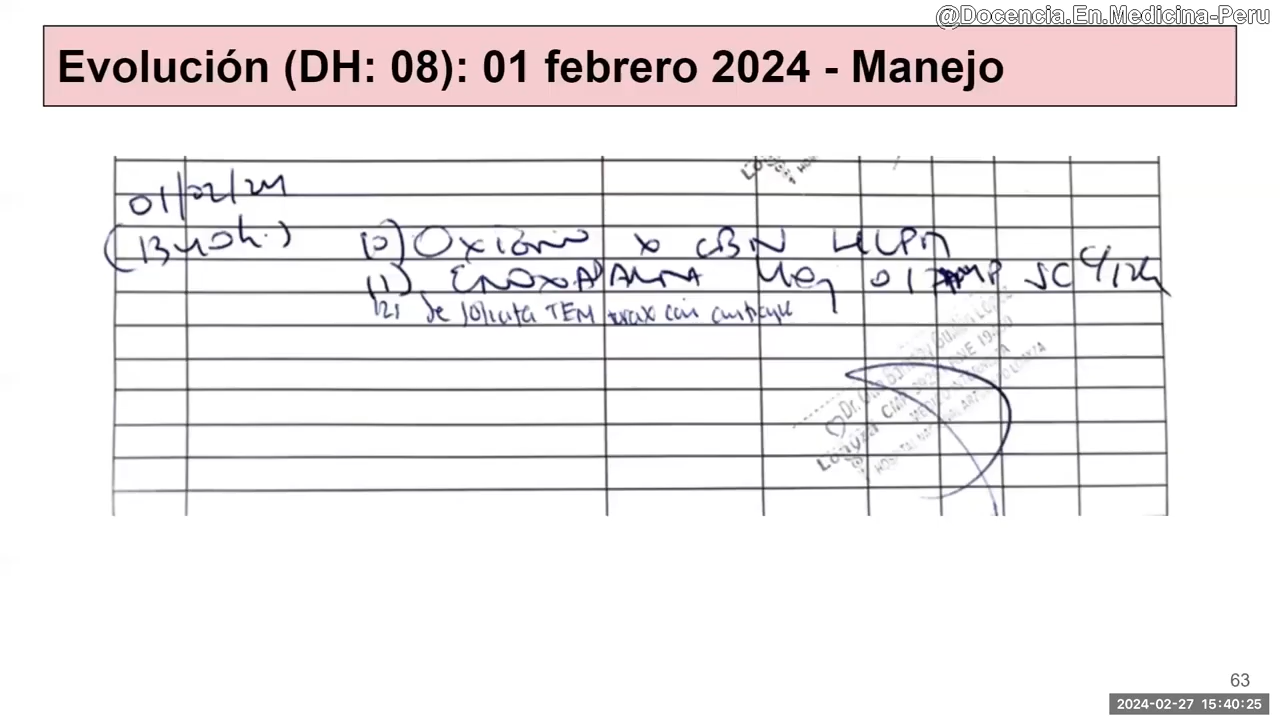 @Docencia.En.Medicina-Peru
Evolución (DH: 08): 01 febrero 2024 - Manejo
01/02/24
(13:40h.) 10) Oxígeno x CBN
11) ENOXAPARINA 01 AMP SC c/12h
12) Se solicita TEM torax con contraste
63
2024-02-27 15:40:25